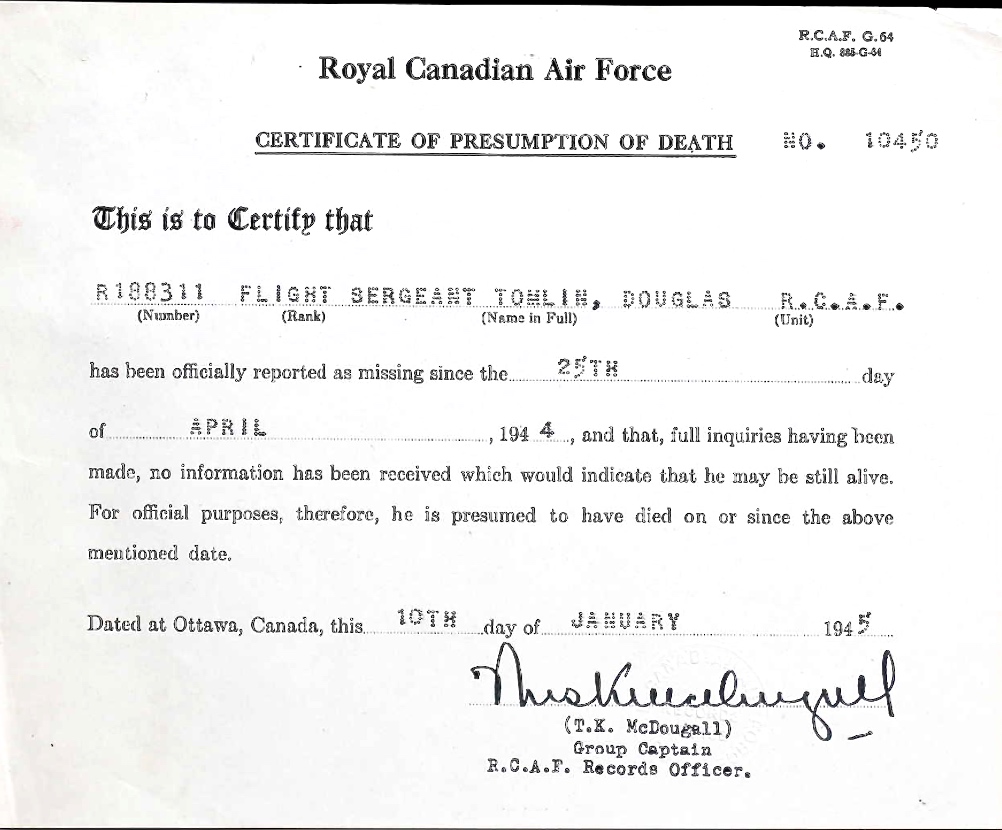 R.C.A.F. G.64
H.Q. 885-G-64
Royal Canadian Air Force
CERTIFICATE OF PRESUMPTION OF DEATH NO. 10450
This is to Certify that
R188311 FLIGHT SERGEANT TOMLIN, DOUGLAS R.C.A.F.
(Number) (Rank) (Name in Full) (Unit)
has been officially reported as missing since the 25TH day
of APRIL, 1944, and that, full inquiries having been
made, no information has been received which would indicate that he may be still alive.
For official purposes, therefore, he is presumed to have died on or since the above
mentioned date.
Dated at Ottawa, Canada, this 10TH day of JANUARY 1945
(T.K. McDougall)
Group Captain
R.C.A.F. Records Officer.